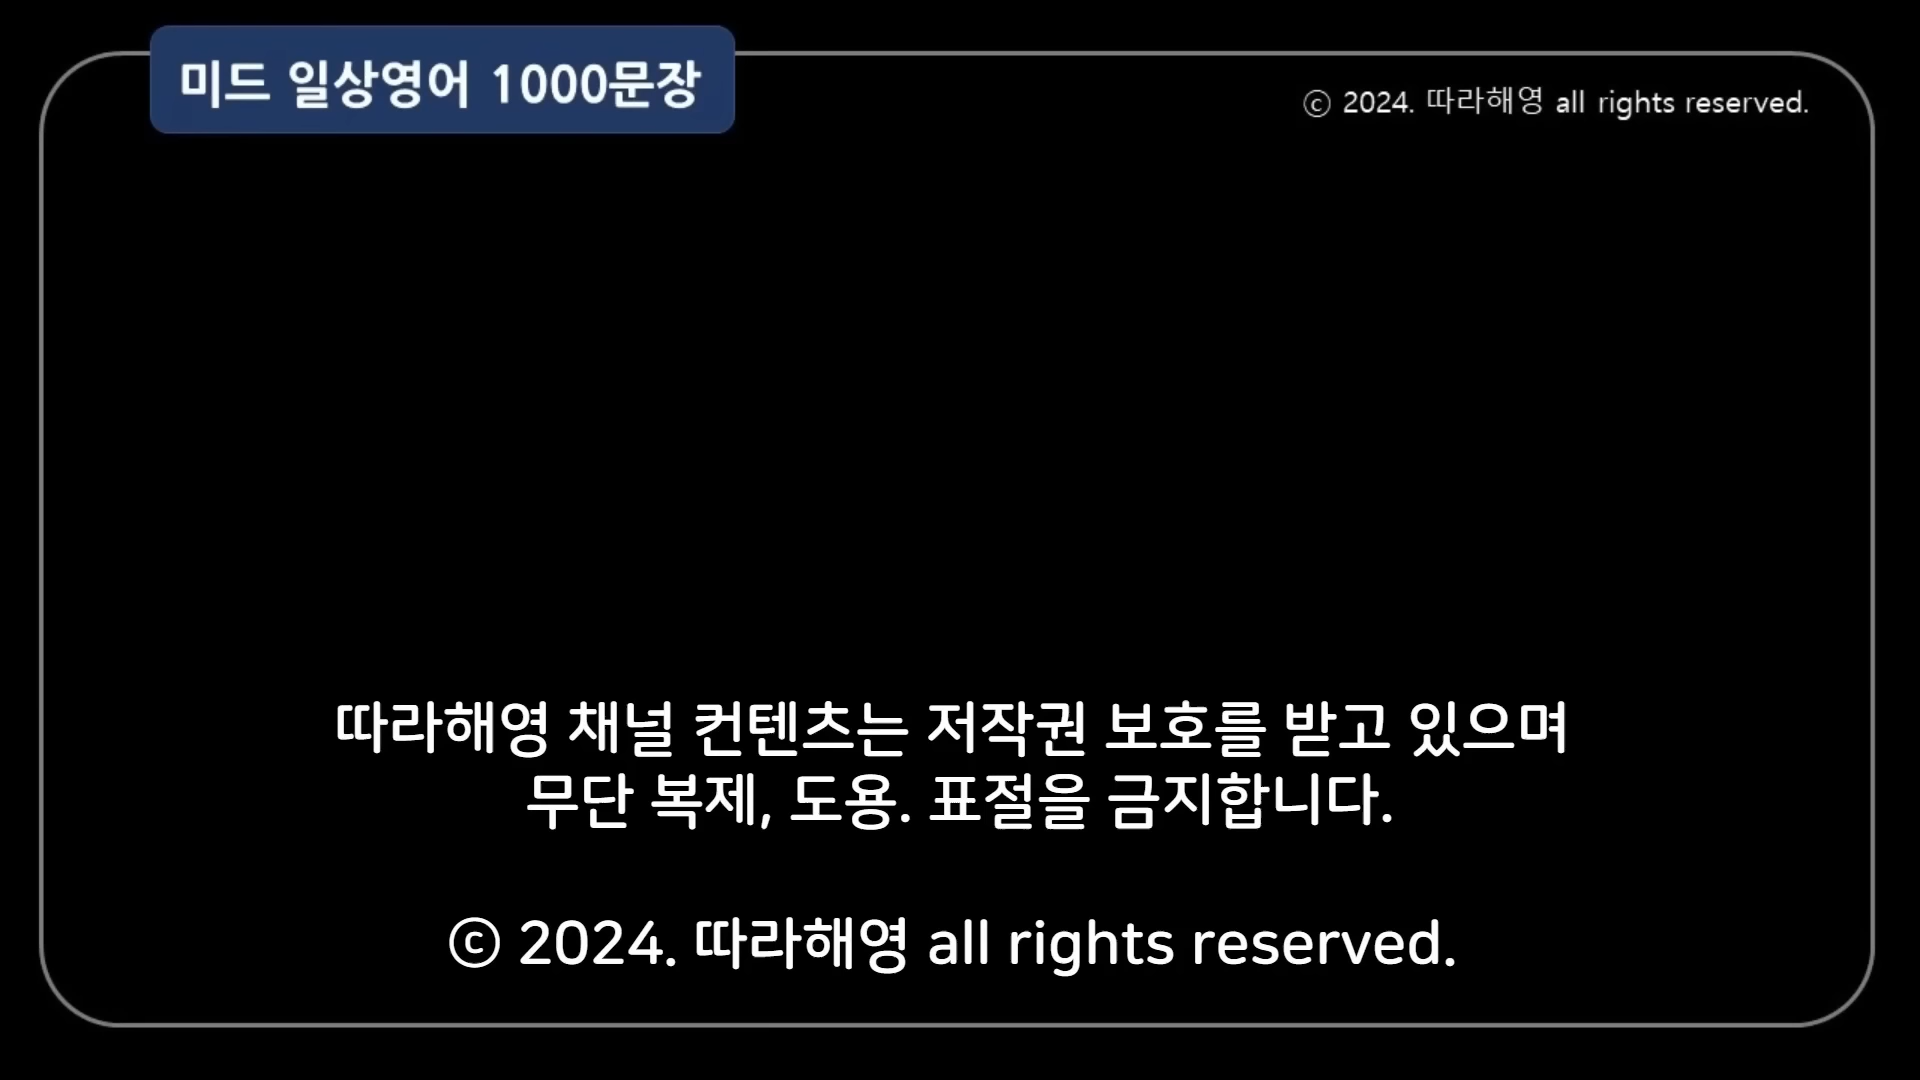 미드 일상영어 1000문장
ⓒ 2024. 따라해영 all rights reserved.
따라해영 채널 컨텐츠는 저작권 보호를 받고 있으며
무단 복제, 도용. 표절을 금지합니다.
ⓒ 2024. 따라해영 all rights reserved.